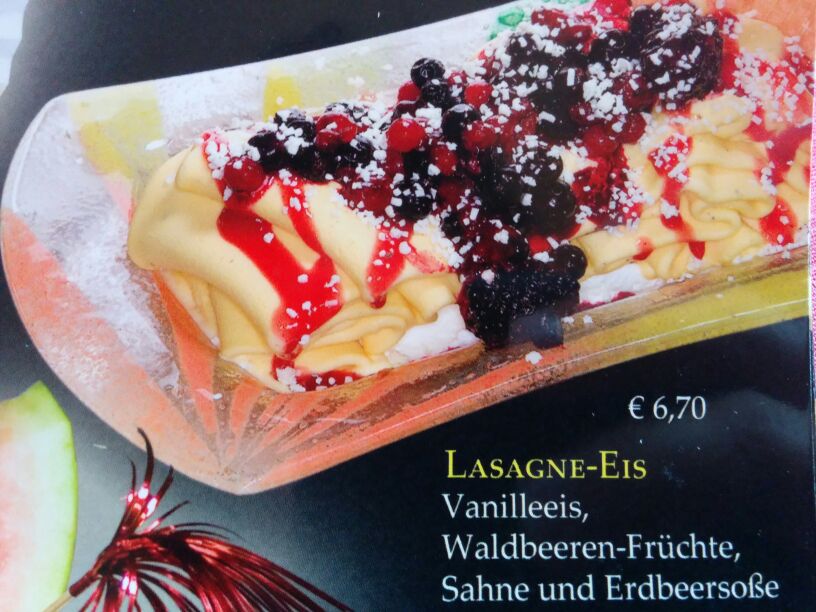 € 6,70
LASAGNE-EIS
Vanilleeis,
Waldbeeren-Früchte,
Sahne und Erdbeersoße